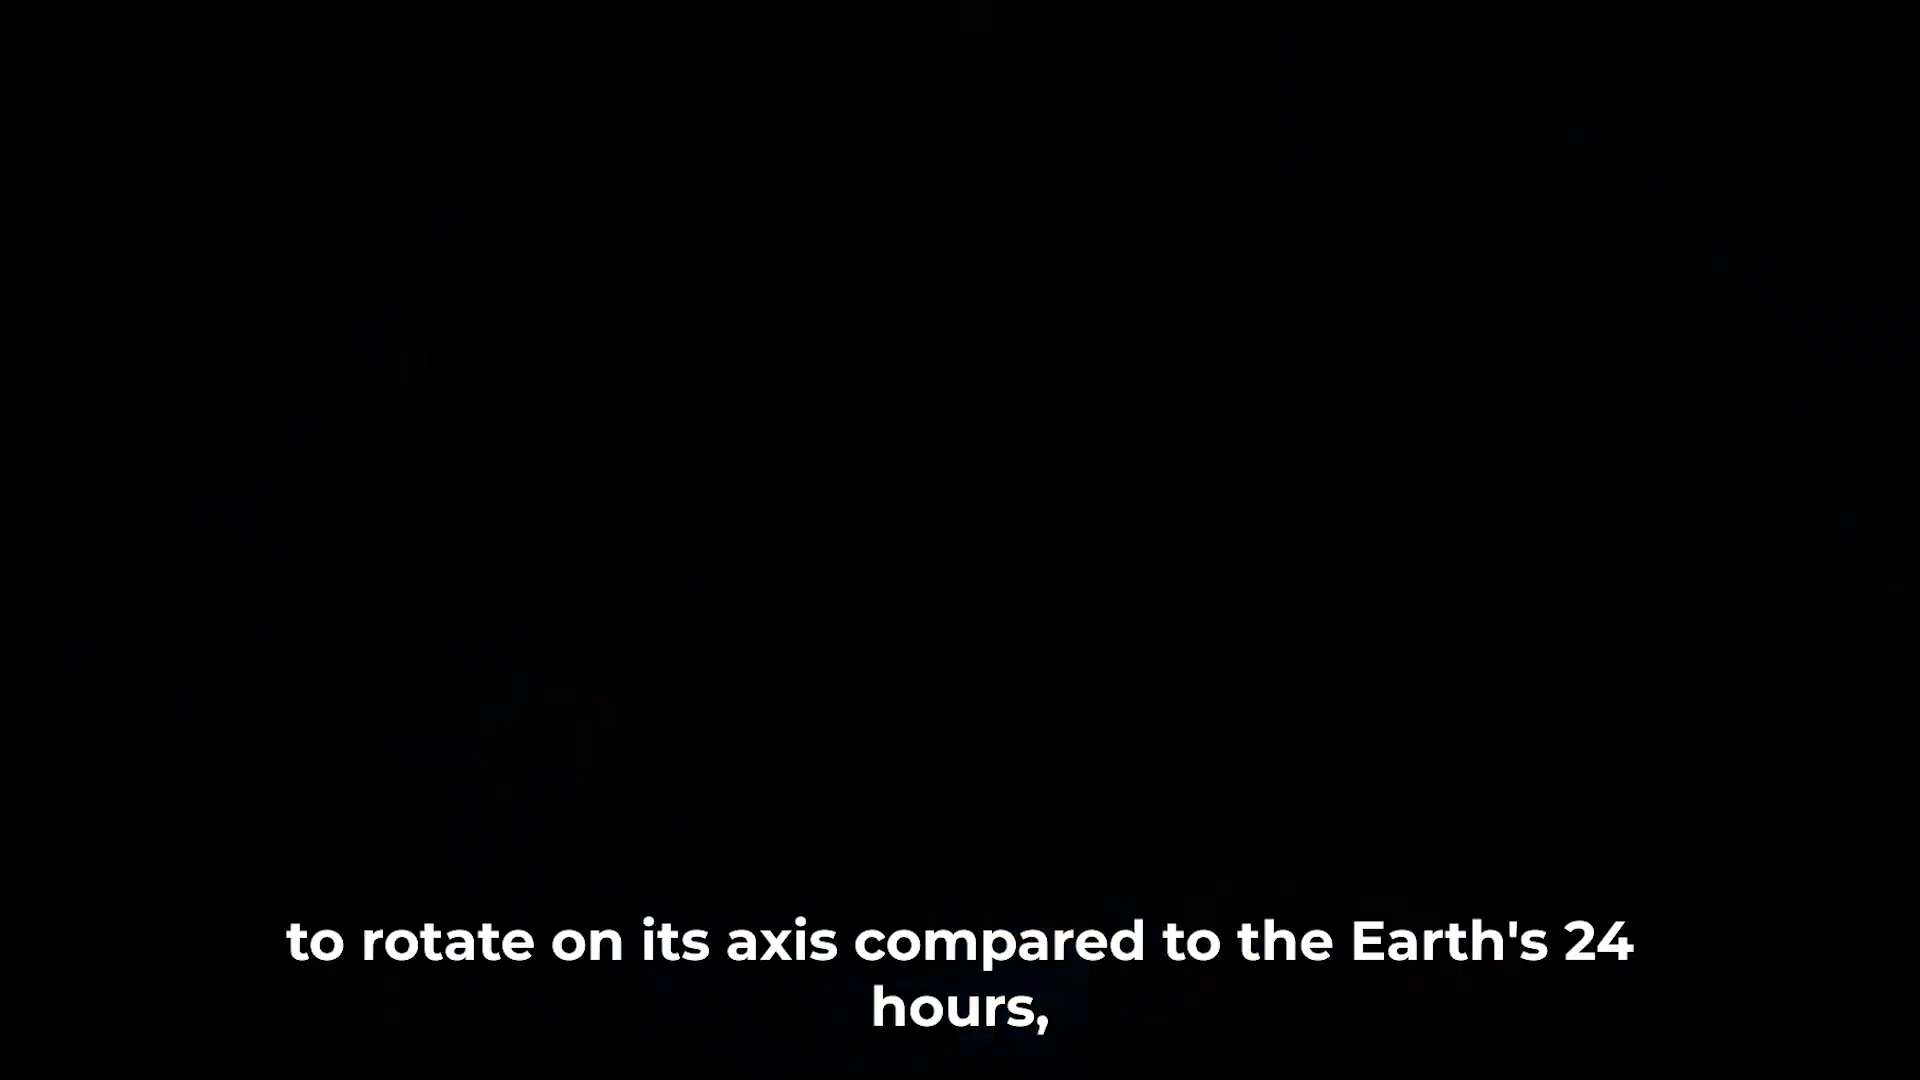 to rotate on its axis compared to the Earth's 24
hours,